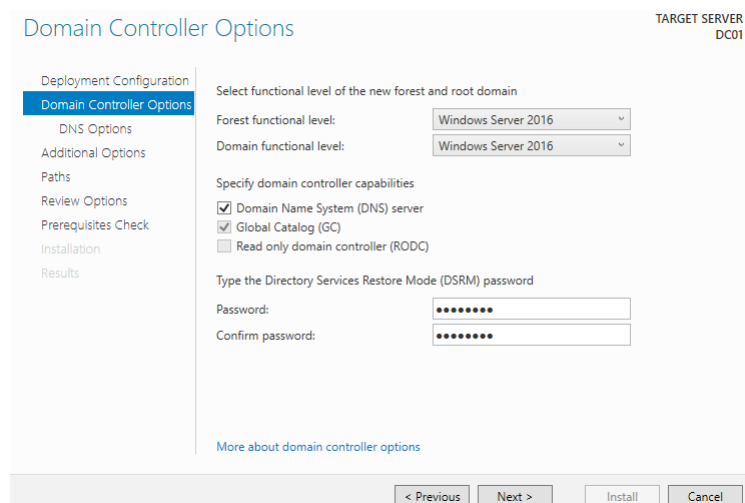 Domain Controller Options
TARGET SERVER
DC01
Deployment Configuration
Domain Controller Options
DNS Options
Additional Options
Paths
Review Options
Prerequisites Check
Installation
Results
Select functional level of the new forest and root domain
Forest functional level: Windows Server 2016
Domain functional level: Windows Server 2016
Specify domain controller capabilities
Domain Name System (DNS) server
Global Catalog (GC)
Read only domain controller (RODC)
Type the Directory Services Restore Mode (DSRM) password
Password: ●●●●●●●●
Confirm password: ●●●●●●●●
More about domain controller options
< Previous Next > Install Cancel